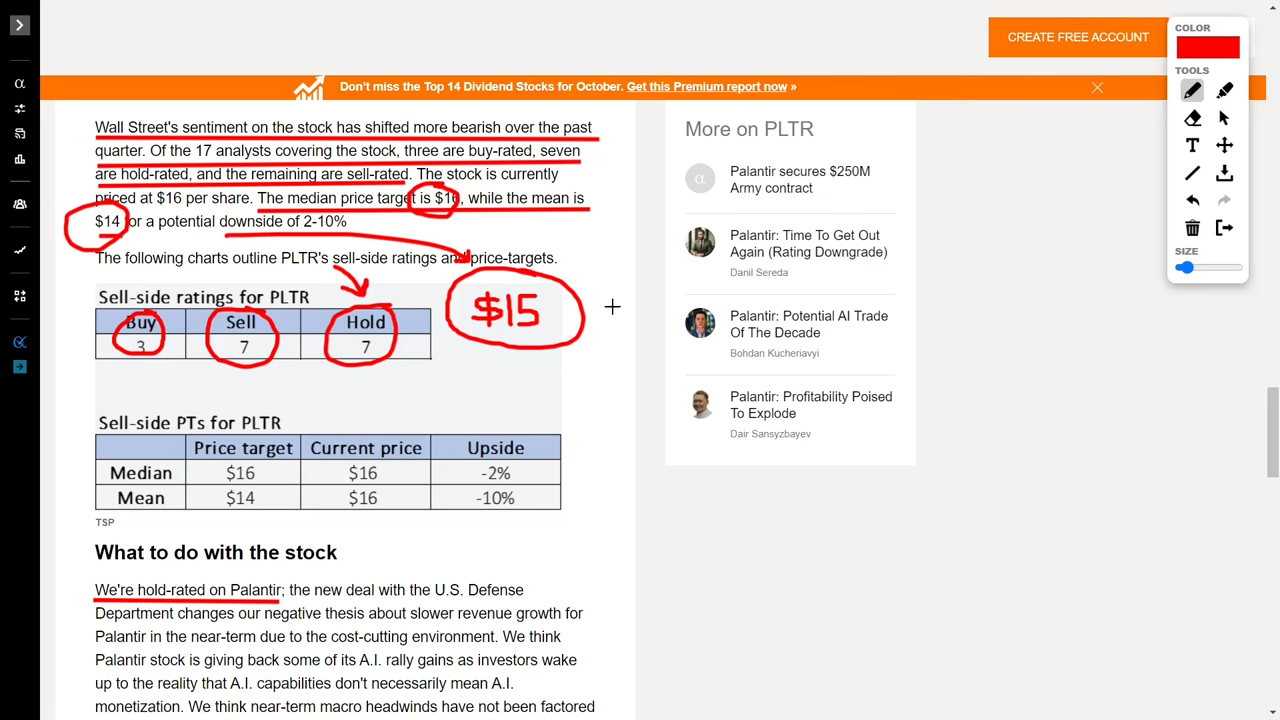 CREATE FREE ACCOUNT
Don't miss the Top 14 Dividend Stocks for October. Get this Premium report now »
Wall Street's sentiment on the stock has shifted more bearish over the past
quarter. Of the 17 analysts covering the stock, three are buy-rated, seven
are hold-rated, and the remaining are sell-rated. The stock is currently
priced at $16 per share. The median price target is $16, while the mean is
$14 for a potential downside of 2-10%
The following charts outline PLTR's sell-side ratings and price-targets.
Sell-side ratings for PLTR
Buy Sell Hold
3 7 7
$15
Sell-side PTs for PLTR
Price target Current price Upside
Median $16 $16 -2%
Mean $14 $16 -10%
TSP
What to do with the stock
We're hold-rated on Palantir; the new deal with the U.S. Defense
Department changes our negative thesis about slower revenue growth for
Palantir in the near-term due to the cost-cutting environment. We think
Palantir stock is giving back some of its A.I. rally gains as investors wake
up to the reality that A.I. capabilities don't necessarily mean A.I.
monetization. We think near-term macro headwinds have not been factored
More on PLTR
α
Palantir secures $250M
Army contract
Palantir: Time To Get Out
Again (Rating Downgrade)
Danil Sereda
Palantir: Potential AI Trade
Of The Decade
Bohdan Kucheriavyi
Palantir: Profitability Poised
To Explode
Dair Sansyzbayev
COLOR
TOOLS
T
SIZE
α